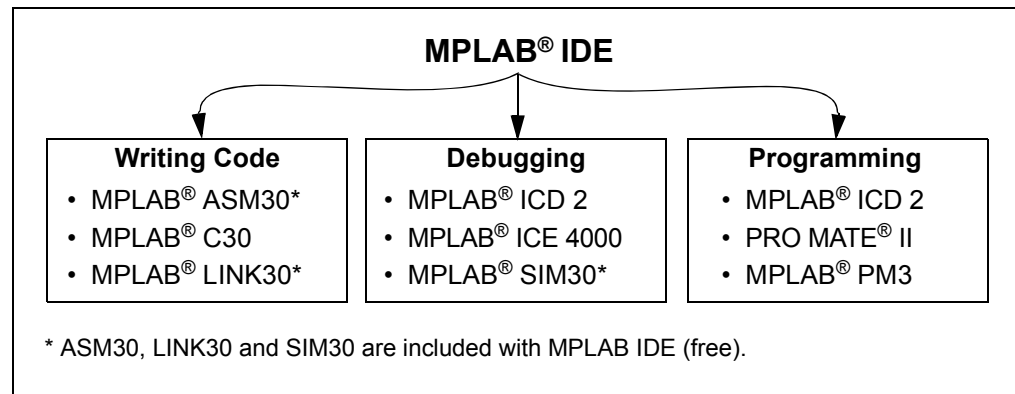 MPLAB® IDE
Writing Code
• MPLAB® ASM30*
• MPLAB® C30
• MPLAB® LINK30*
Debugging
• MPLAB® ICD 2
• MPLAB® ICE 4000
• MPLAB® SIM30*
Programming
• MPLAB® ICD 2
• PRO MATE® II
• MPLAB® PM3
* ASM30, LINK30 and SIM30 are included with MPLAB IDE (free).